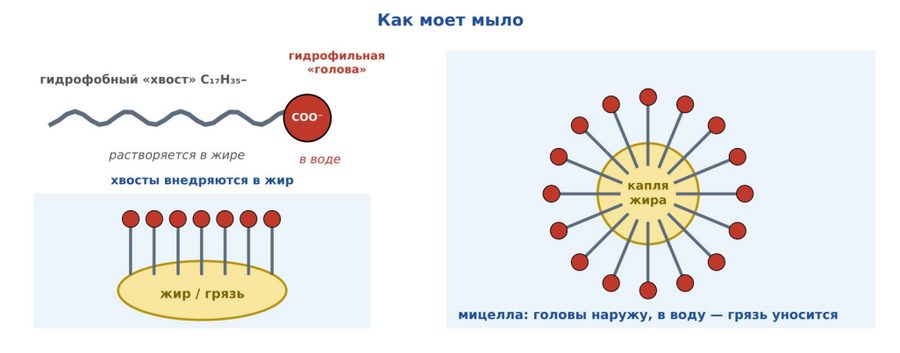 Как моет мыло
гидрофильная
«голова»
гидрофобный «хвост» C₁₇H₃₅–
COO⁻
растворяется в жире
в воде
хвосты внедряются в жир
жир / грязь
капля
жира
мицелла: головы наружу, в воду — грязь уносится